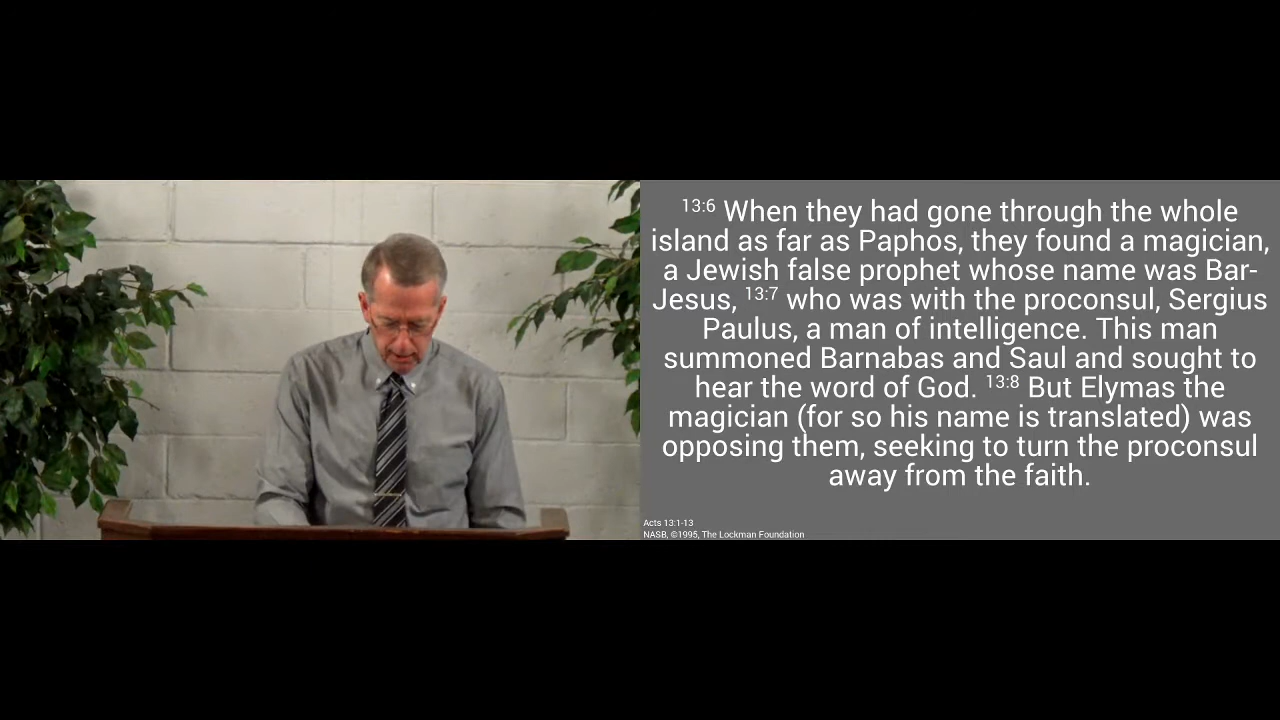 13:6 When they had gone through the whole
island as far as Paphos, they found a magician,
a Jewish false prophet whose name was Bar-
Jesus, 13:7 who was with the proconsul, Sergius
Paulus, a man of intelligence. This man
summoned Barnabas and Saul and sought to
hear the word of God. 13:8 But Elymas the
magician (for so his name is translated) was
opposing them, seeking to turn the proconsul
away from the faith.
Acts 13:1-13
NASB, ©1995, The Lockman Foundation